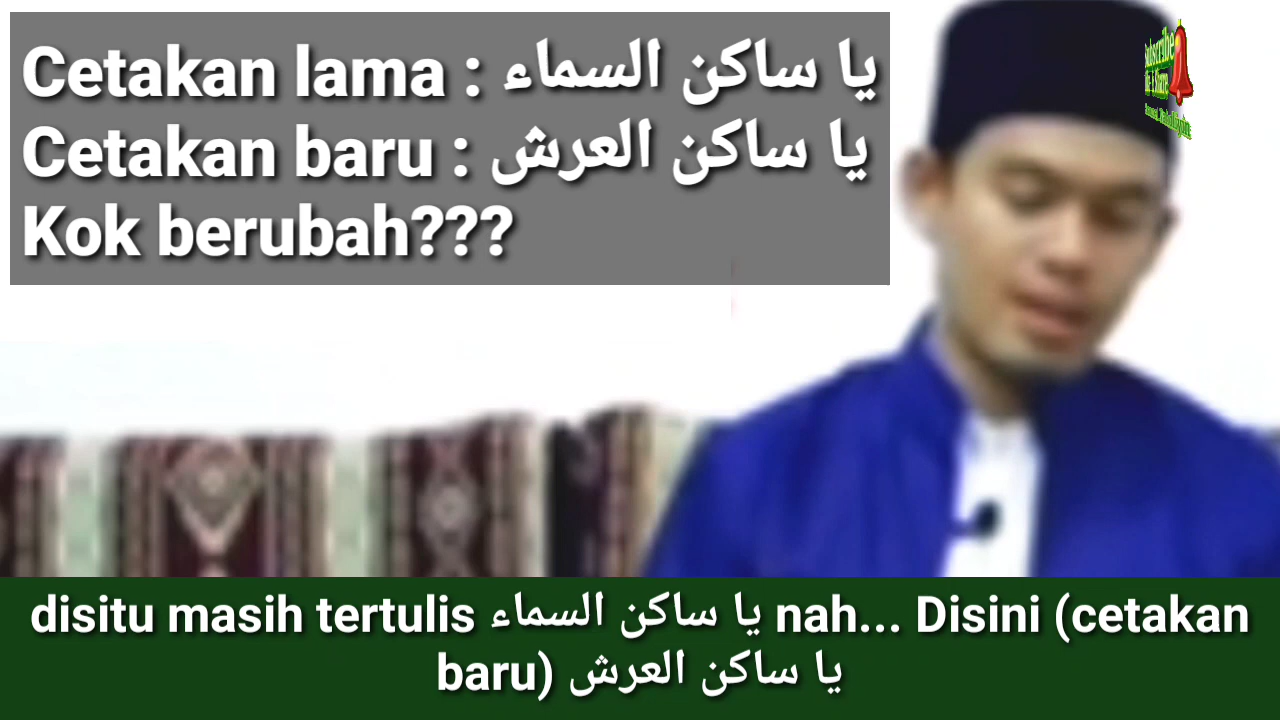 Cetakan lama : يا ساكن السماء
Cetakan baru : يا ساكن العرش
Kok berubah???
Subscribe
disitu masih tertulis يا ساكن السماء nah... Disini (cetakan
baru) يا ساكن العرش